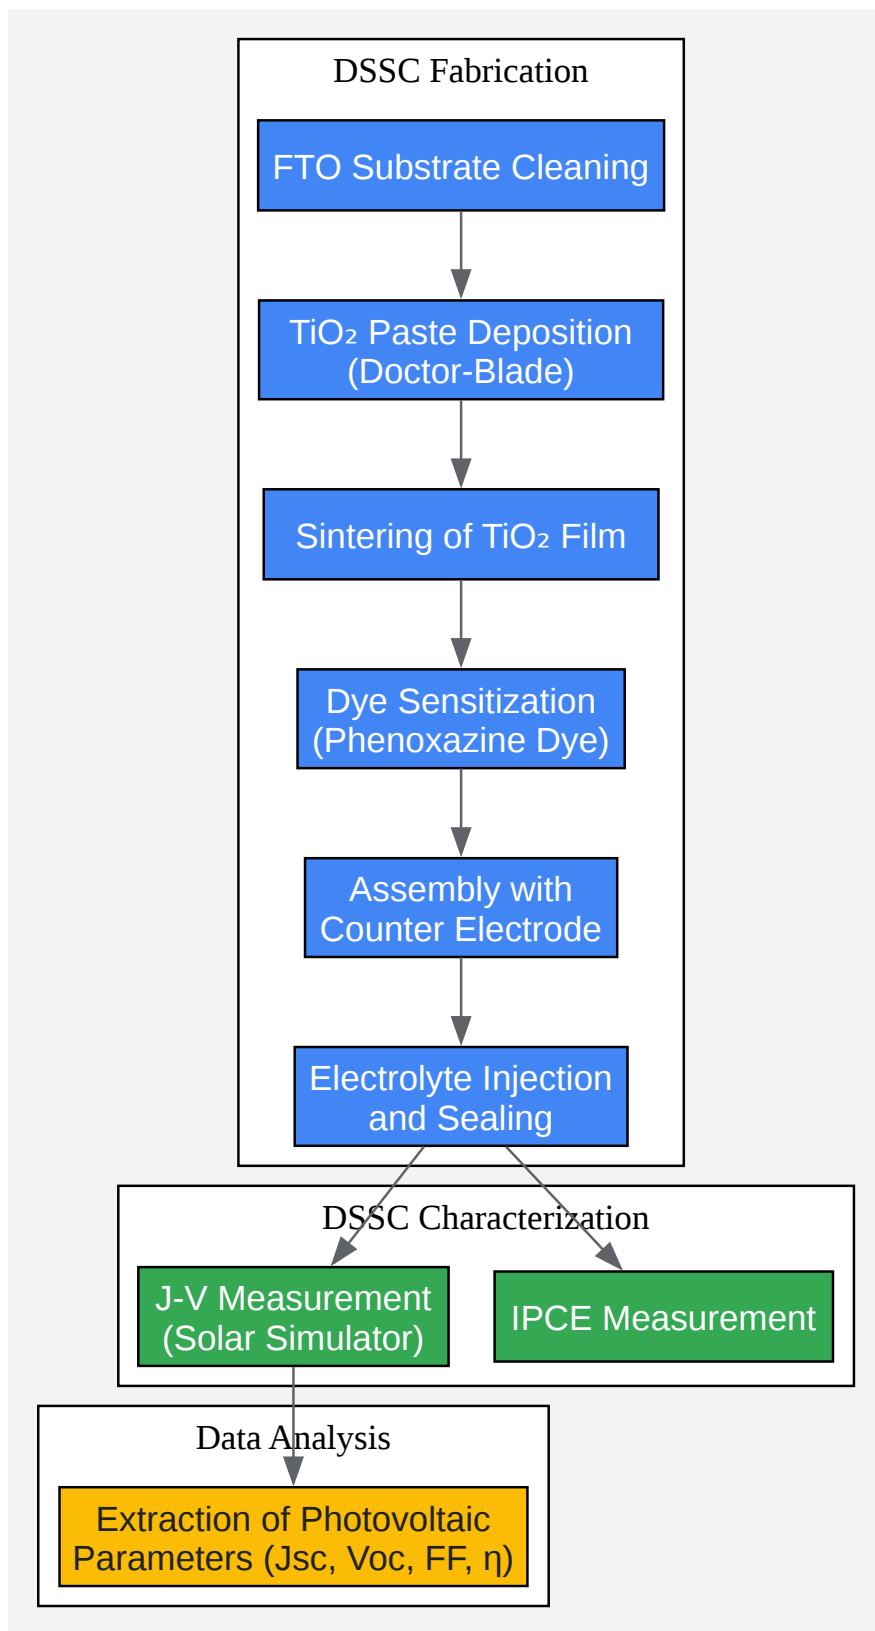 DSSC Fabrication
FTO Substrate Cleaning
TiO₂ Paste Deposition
(Doctor-Blade)
Sintering of TiO₂ Film
Dye Sensitization
(Phenoxazine Dye)
Assembly with
Counter Electrode
Electrolyte Injection
and Sealing
DSSC Characterization
J-V Measurement
(Solar Simulator)
IPCE Measurement
Data Analysis
Extraction of Photovoltaic
Parameters (Jsc, Voc, FF, η)